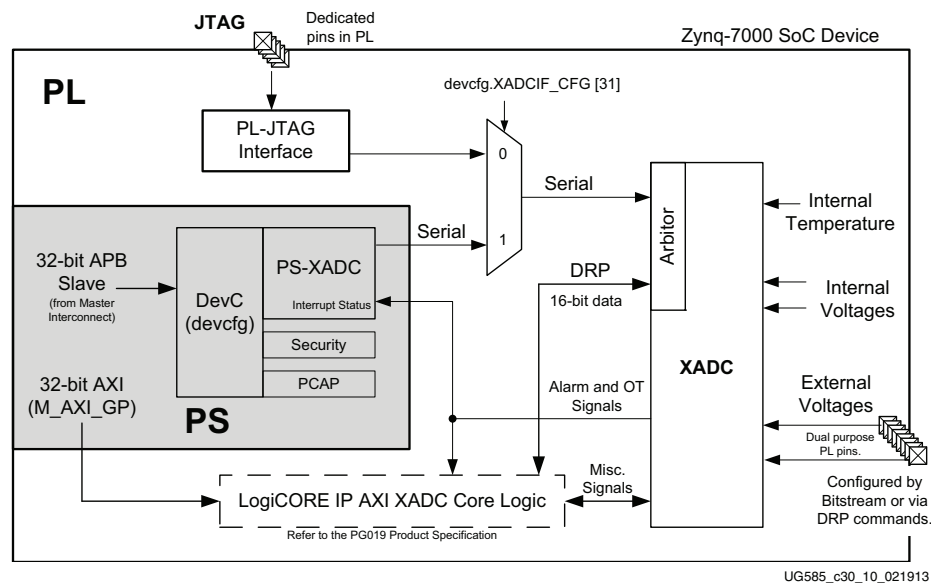 JTAG
Dedicated
pins in PL
Zynq-7000 SoC Device
PL
devcfg.XADCIF_CFG [31]
PL-JTAG
Interface
0
1
Serial
Serial
Arbitor
Internal
Temperature
32-bit APB
Slave
(from Master
Interconnect)
DevC
(devcfg)
PS-XADC
Interrupt Status
Security
PCAP
DRP
16-bit data
Internal
Voltages
XADC
32-bit AXI
(M_AXI_GP)
PS
Alarm and OT
Signals
External
Voltages
Dual purpose
PL pins.
Configured by
Bitstream or via
DRP commands.
LogiCORE IP AXI XADC Core Logic
Misc.
Signals
Refer to the PG019 Product Specification
UG585_c30_10_021913